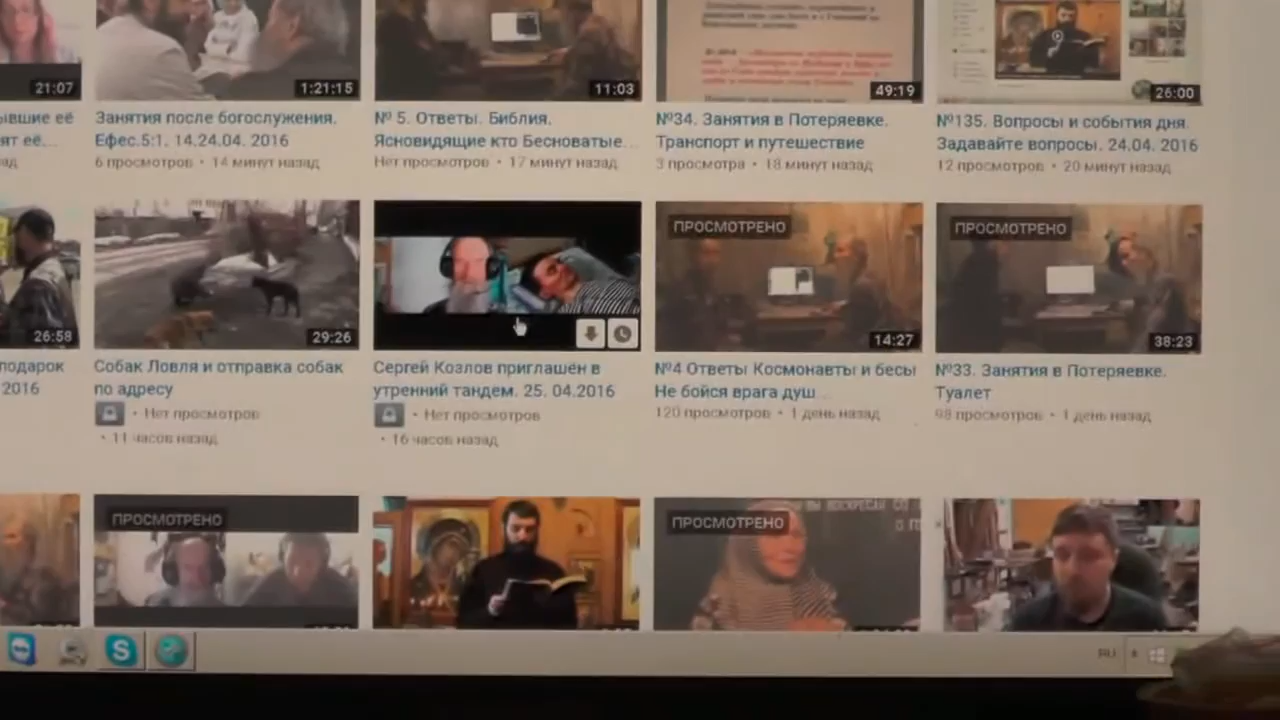 21:07
1:21:15
11:03
49:19
26:00
ывшие её
ят её...
ад
Занятия после богослужения.
Ефес.5:1. 14.24.04. 2016
6 просмотров • 14 минут назад
№ 5. Ответы. Библия.
Ясновидящие кто Бесноватые...
Нет просмотров • 17 минут назад
№34. Занятия в Потеряевке.
Транспорт и путешествие
3 просмотра • 18 минут назад
№135. Вопросы и события дня.
Задавайте вопросы. 24.04. 2016
12 просмотров • 20 минут назад
ПРОСМОТРЕНО
ПРОСМОТРЕНО
26:58
29:26
14:27
38:23
подарок
2016
Собак Ловля и отправка собак
по адресу
• Нет просмотров
• 11 часов назад
Сергей Козлов приглашён в
утренний тандем. 25. 04.2016
• Нет просмотров
• 16 часов назад
№4 Ответы Космонавты и бесы
Не бойся врага душ...
120 просмотров • 1 день назад
№33. Занятия в Потеряевке.
Туалет
98 просмотров • 1 день назад
ПРОСМОТРЕНО
ПРОСМОТРЕНО
RU